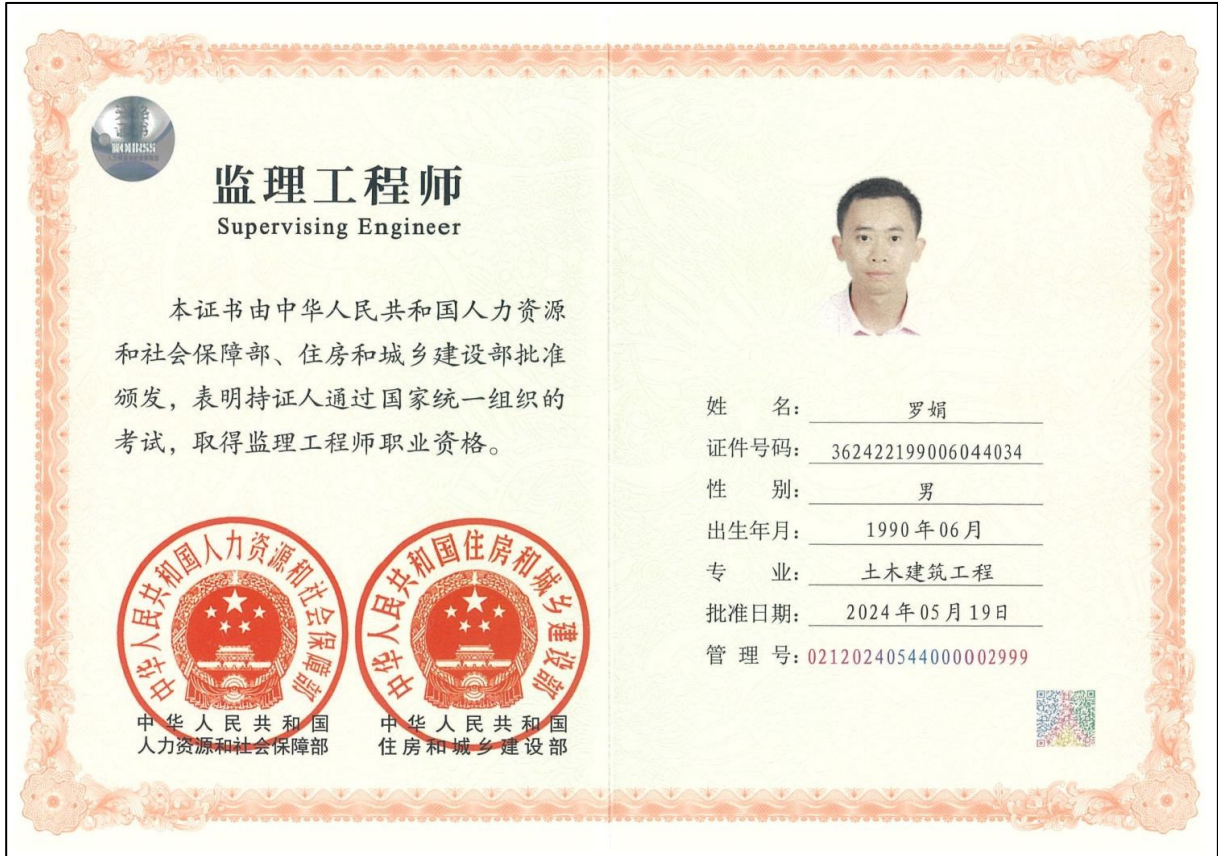 监理工程师
Supervising Engineer
本证书由中华人民共和国人力资源
和社会保障部、住房和城乡建设部批准
颁发，表明持证人通过国家统一组织的
考试，取得监理工程师职业资格。
中华人民共和国人力资源和社会保障部
中华人民共和国
人力资源和社会保障部
中华人民共和国住房和城乡建设部
中华人民共和国
住房和城乡建设部
姓名：罗娟
证件号码：362422199006044034
性别：男
出生年月：1990年06月
专业：土木建筑工程
批准日期：2024年05月19日
管理号：02120240544000002999